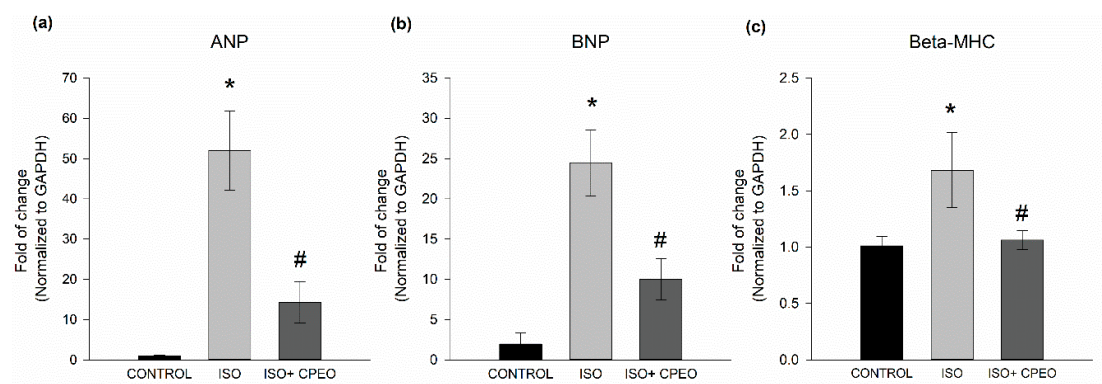 (a)
ANP
Fold of change
(Normalized to GAPDH)
70
60
50
40
30
20
10
0
*
#
CONTROL
ISO
ISO+ CPEO
(b)
BNP
Fold of change
(Normalized to GAPDH)
35
30
25
20
15
10
5
0
*
#
CONTROL
ISO
ISO+ CPEO
(c)
Beta-MHC
Fold of change
(Normalized to GAPDH)
2.5
2.0
1.5
1.0
0.5
0.0
*
#
CONTROL
ISO
ISO+ CPEO